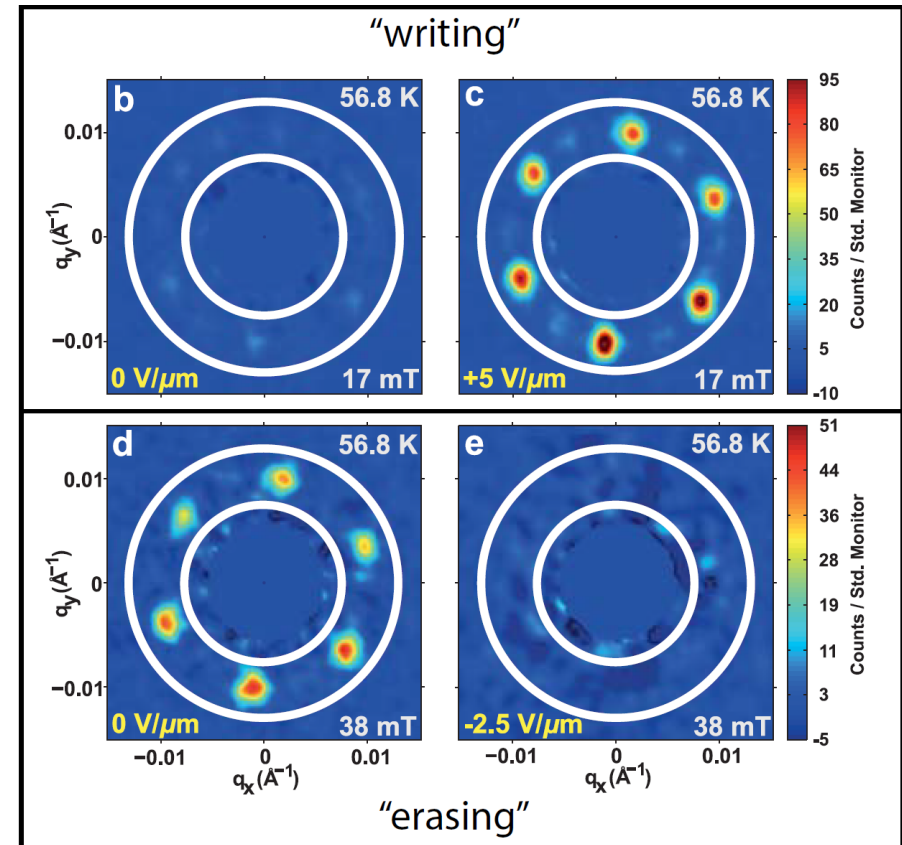 “writing”
b 56.8 K
c 56.8 K
0.01
0
−0.01
qy(Å−1)
0 V/μm 17 mT
+5 V/μm 17 mT
95
80
65
50
35
20
5
-10
Counts / Std. Monitor
d 56.8 K
e 56.8 K
0.01
0
−0.01
qy(Å−1)
0 V/μm 38 mT
-2.5 V/μm 38 mT
51
44
36
28
19
11
3
-5
Counts / Std. Monitor
−0.01 0 0.01
−0.01 0 0.01
qx(Å−1)
qx(Å−1)
“erasing”